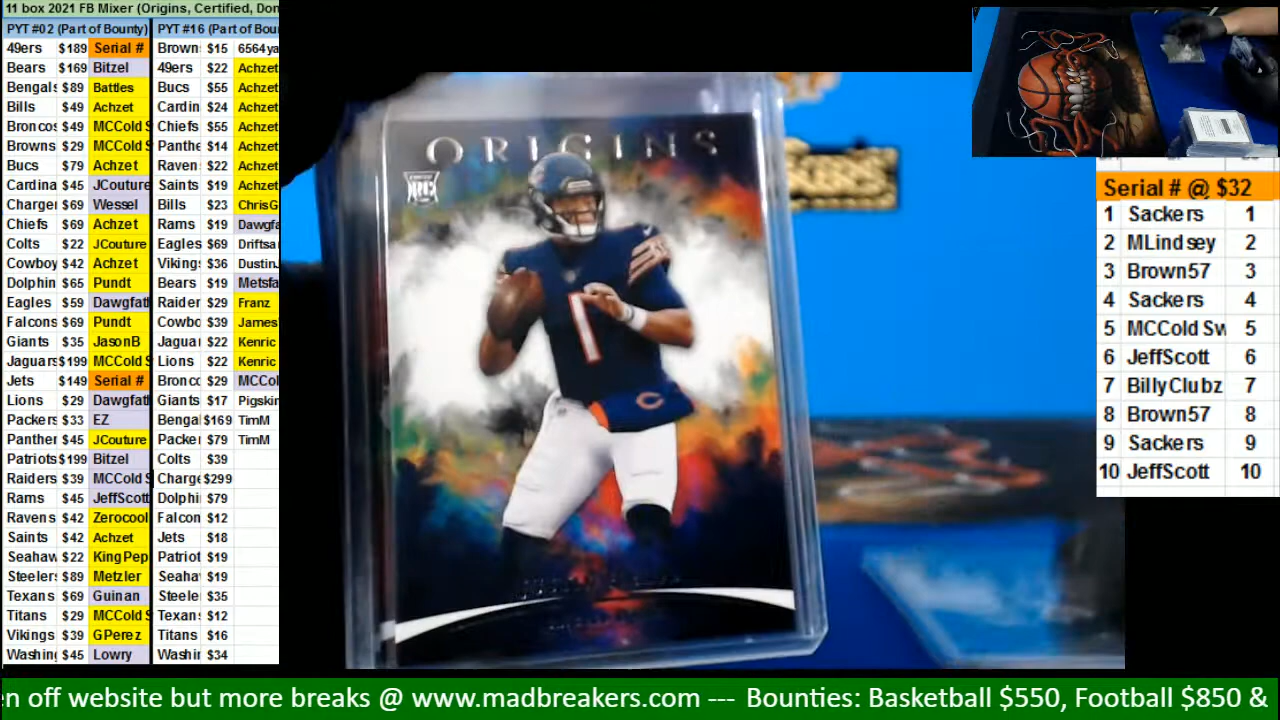 11 box 2021 FB Mixer (Origins, Certified, Don
PYT #02 (Part of Bounty) PYT #16 (Part of Bou
49ers $189 Serial # Brown $15 6564ya
Bears $169 Bitzel 49ers $22 Achzet
Bengal $89 Battles Bucs $55 Achzet
Bills $49 Achzet Cardin $24 Achzet
Broncos $49 MCCold S Chiefs $55 Achzet
Browns $29 MCCold S Panthe $14 Achzet
Bucs $79 Achzet Raven $22 Achzet
Cardina $45 JCouture Saints $19 Achzet
Charger $69 Wessel Bills $23 ChrisG
Chiefs $69 Achzet Rams $19 Dawgfa
Colts $22 JCouture Eagles $69 Driftsa
Cowboy $42 Achzet Viking $36 DustinJ
Dolphin $65 Pundt Bears $19 Metsfa
Eagles $59 Dawgfath Raider $29 Franz
Falcons $69 Pundt Cowbo $39 James
Giants $35 JasonB Jagua $22 Kenric
Jaguars $199 MCCold S Lions $22 Kenric
Jets $149 Serial # Bronc $29 MCCol
Lions $29 Dawgfath Giants $17 Pigskin
Packers $33 EZ Benga $169 TimM
Panther $45 JCouture Packe $79 TimM
Patriots $199 Bitzel Colts $39
Raiders $39 MCCold S Charge $299
Rams $45 JeffScott Dolphi $79
Ravens $42 Zerocool Falcon $12
Saints $42 Achzet Jets $18
Seahaw $22 KingPep Patriot $19
Steelers $89 Metzler Seaha $19
Texans $69 Guinan Steele $35
Titans $29 MCCold S Texans $12
Vikings $39 GPerez Titans $16
Washing $45 Lowry Washi $34
ORIGINS
RC
1
C
Serial # @ $32
1 Sackers 1
2 MLindsey 2
3 Brown57 3
4 Sackers 4
5 MCCold Sw 5
6 JeffScott 6
7 BillyClubz 7
8 Brown57 8
9 Sackers 9
10 JeffScott 10
en off website but more breaks @ www.madbreakers.com --- Bounties: Basketball $550, Football $850 &